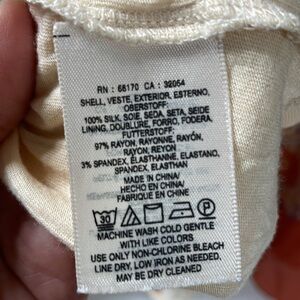 RN : 68170 CA : 32054
SHELL, VESTE, EXTERIOR, ESTERNO,
OBERSTOFF:
100% SILK, SOIE, SEDA, SETA, SEIDE
LINING, DOUBLURE, FORRO, FODERA,
FUTTERSTOFF:
97% RAYON, RAYONNE, RAYÓN,
RAYON, REYON
3% SPANDEX, ELASTHANNE, ELASTANO,
SPANDEX, ELASTHAN
MADE IN CHINA/
HECHO EN CHINA/
FABRIQUÉ EN CHINE
30
P
MACHINE WASH COLD GENTLE
WITH LIKE COLORS
USE ONLY NON-CHLORINE BLEACH
LINE DRY, LOW IRON AS NEEDED.
MAY BE DRY CLEANED